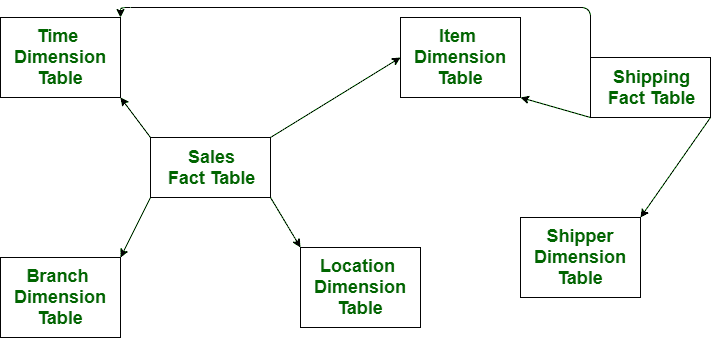 Time
Dimension
Table
Item
Dimension
Table
Shipping
Fact Table
Sales
Fact Table
Shipper
Dimension
Table
Branch
Dimension
Table
Location
Dimension
Table